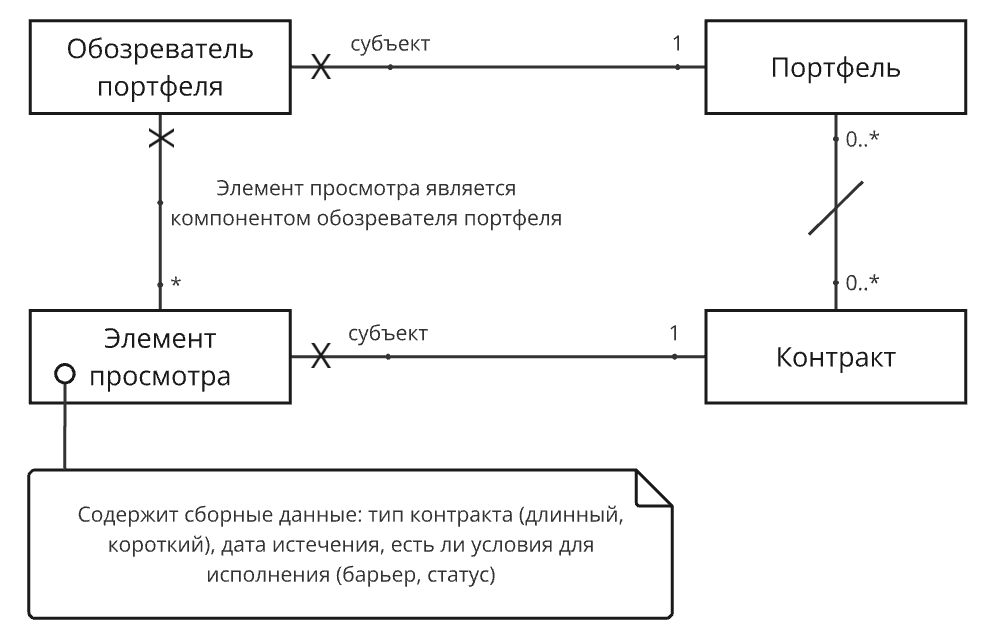 Обозреватель
портфеля
субъект
1
Портфель
0..*
Элемент просмотра является
компонентом обозревателя портфеля
*
0..*
Элемент
просмотра
субъект
1
Контракт
Содержит сборные данные: тип контракта (длинный,
короткий), дата истечения, есть ли условия для
исполнения (барьер, статус)